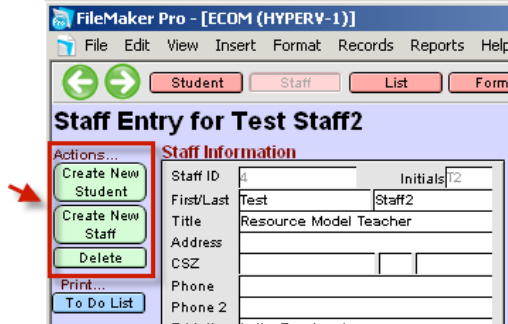 FileMaker Pro - [ECOM (HYPERV-1)]
File Edit View Insert Format Records Reports Help
Student Staff List Form
Staff Entry for Test Staff2
Actions...
Create New Student
Create New Staff
Delete
Print...
To Do List
Staff Information
Staff ID 4 Initials T2
First/Last Test Staff2
Title Resource Model Teacher
Address
CSZ
Phone
Phone 2